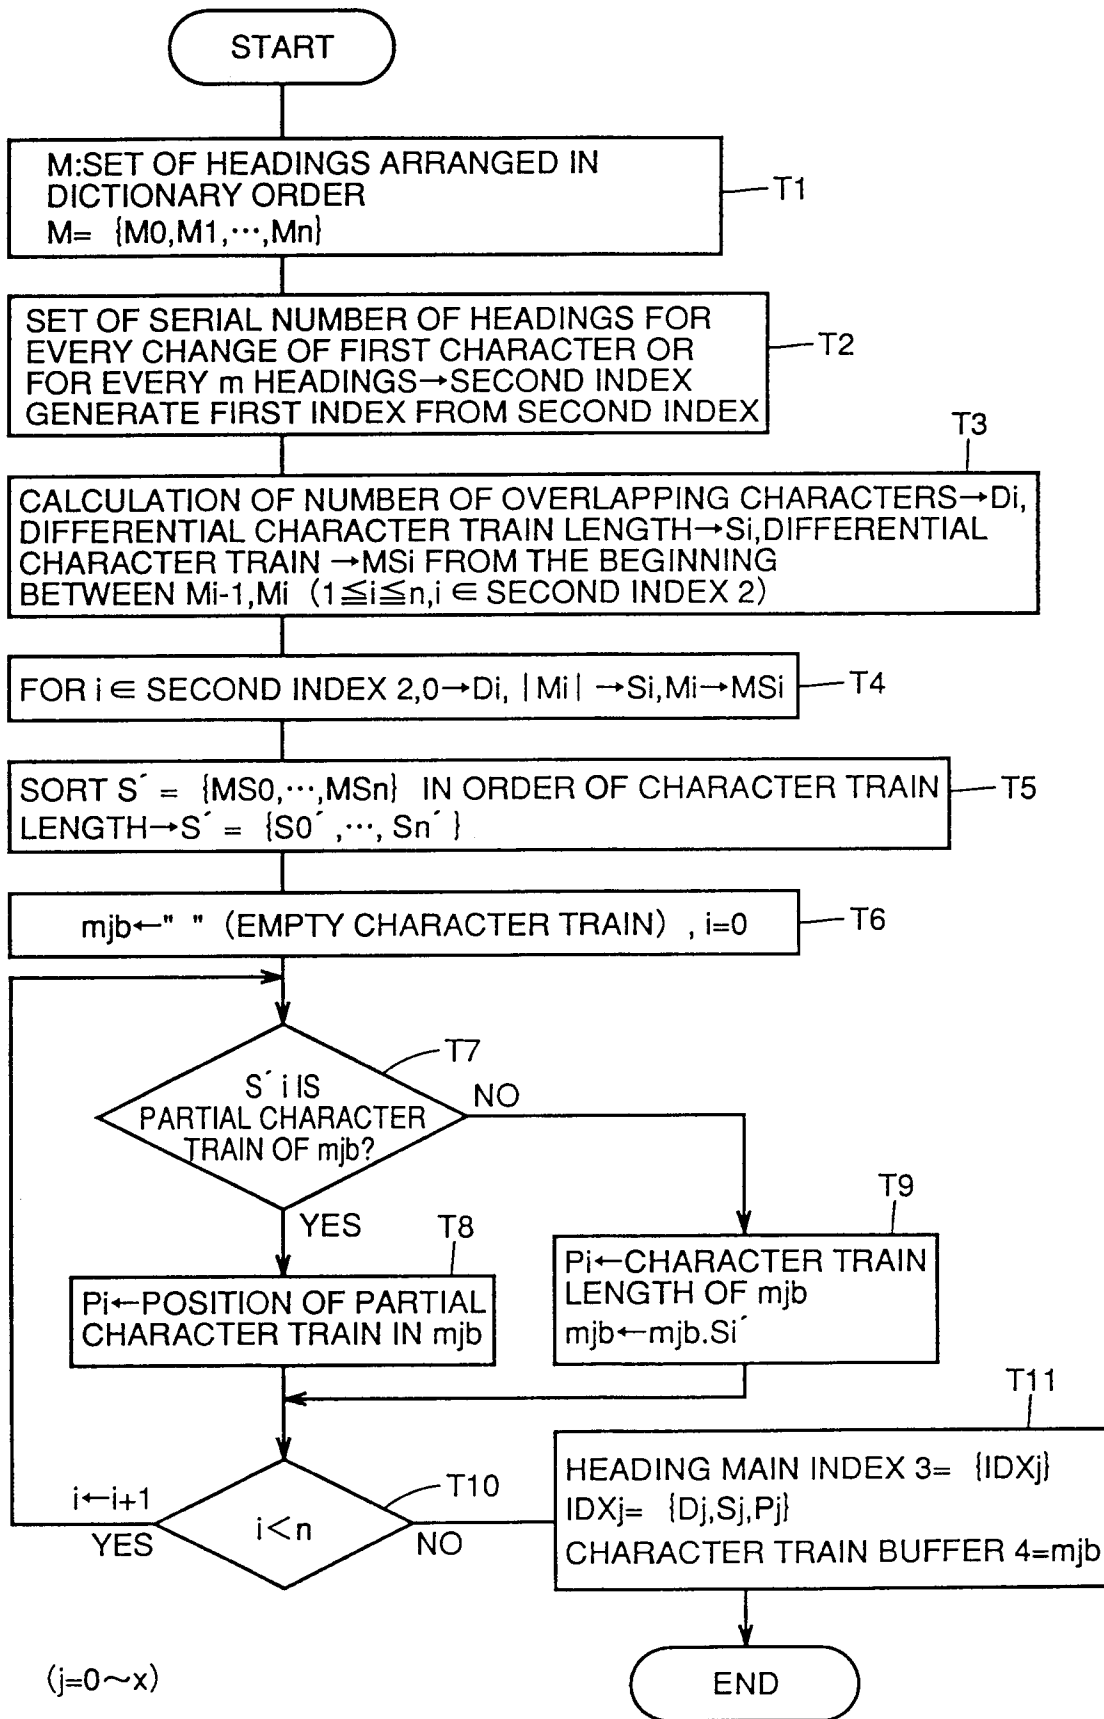 START
M:SET OF HEADINGS ARRANGED IN
DICTIONARY ORDER
M= {M0,M1,⋯,Mn}
T1
SET OF SERIAL NUMBER OF HEADINGS FOR
EVERY CHANGE OF FIRST CHARACTER OR
FOR EVERY m HEADINGS→SECOND INDEX
GENERATE FIRST INDEX FROM SECOND INDEX
T2
T3
CALCULATION OF NUMBER OF OVERLAPPING CHARACTERS→Di,
DIFFERENTIAL CHARACTER TRAIN LENGTH→Si,DIFFERENTIAL
CHARACTER TRAIN →MSi FROM THE BEGINNING
BETWEEN Mi-1,Mi (1≦i≦n,i ∈ SECOND INDEX 2)
FOR i ∈ SECOND INDEX 2,0→Di, |Mi| →Si,Mi→MSi
T4
SORT S´ = {MS0,⋯,MSn} IN ORDER OF CHARACTER TRAIN
LENGTH→S´ = {S0´,⋯, Sn´}
T5
mjb←" " (EMPTY CHARACTER TRAIN) , i=0
T6
T7
S´ i IS
PARTIAL CHARACTER
TRAIN OF mjb?
NO
YES
T8
Pi←POSITION OF PARTIAL
CHARACTER TRAIN IN mjb
T9
Pi←CHARACTER TRAIN
LENGTH OF mjb
mjb←mjb.Si´
T10
i<n
i←i+1
YES
NO
T11
HEADING MAIN INDEX 3= {IDXj}
IDXj= {Dj,Sj,Pj}
CHARACTER TRAIN BUFFER 4=mjb
(j=0～x)
END